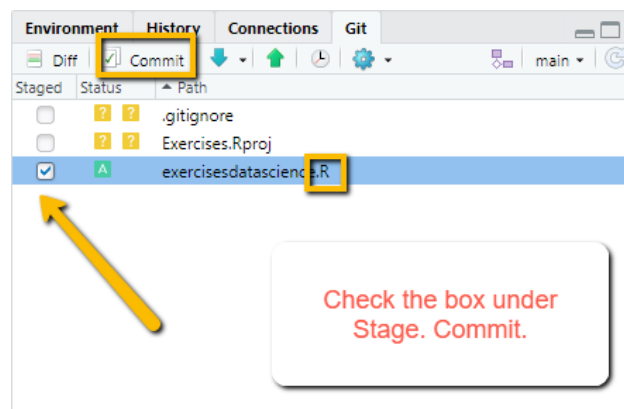 Environment History Connections Git
Diff Commit main
Staged Status Path
? ? .gitignore
? ? Exercises.Rproj
A exercisesdatascience.R
Check the box under
Stage. Commit.